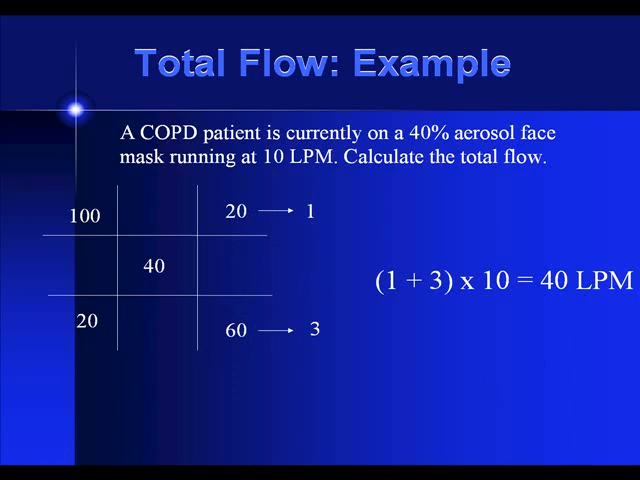 Total Flow: Example
A COPD patient is currently on a 40% aerosol face
mask running at 10 LPM. Calculate the total flow.
100
20
1
40
(1 + 3) x 10 = 40 LPM
20
60
3